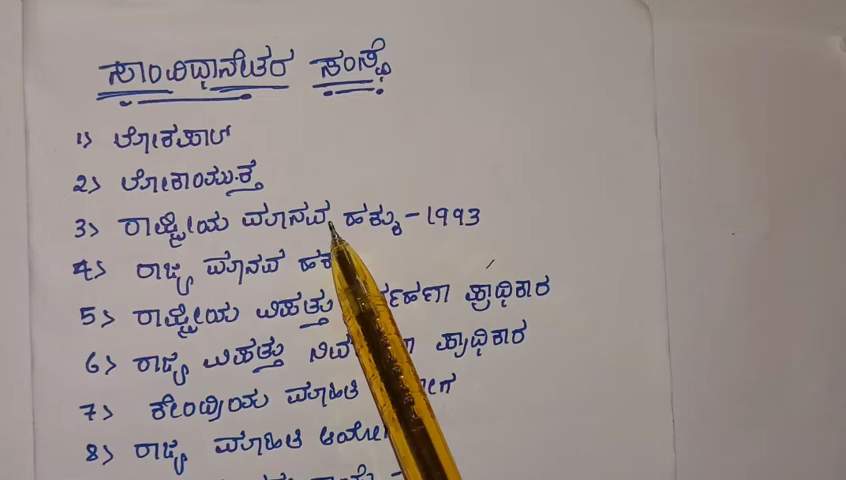 ಸಾಂವಿಧಾನೇತರ ಸಂಸ್ಥೆ
1> ಲೋಕಪಾಲ್
2> ಲೋಕಾಯುಕ್ತೆ
3> ರಾಷ್ಟ್ರೀಯ ಮಾನವ ಹಕ್ಕು - 1993
4> ರಾಜ್ಯ ಮಾನವ
5> ರಾಷ್ಟ್ರೀಯ ವಿಪತ್ತು ಪ್ರಾಧಿಕಾರ
6> ರಾಜ್ಯ ವಿಪತ್ತು ಪ್ರಾಧಿಕಾರ
7> ಕೇಂದ್ರೀಯ ಮಾಹಿತಿ
8> ರಾಜ್ಯ ಮಾಹಿತಿ